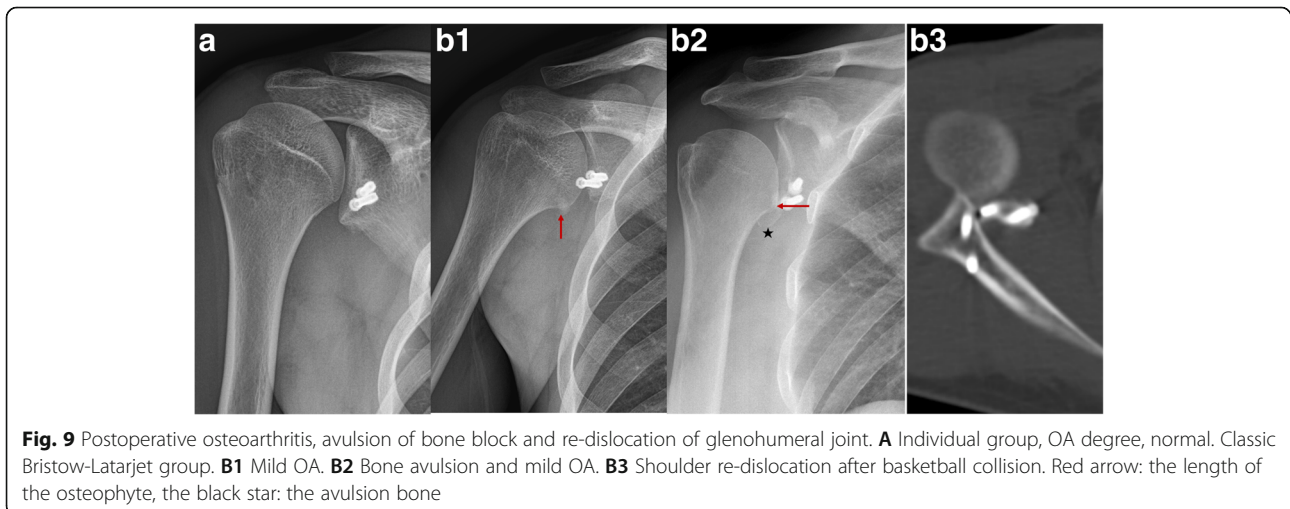 a b1 b2 b3
Fig. 9 Postoperative osteoarthritis, avulsion of bone block and re-dislocation of glenohumeral joint. A Individual group, OA degree, normal. Classic
Bristow-Latarjet group. B1 Mild OA. B2 Bone avulsion and mild OA. B3 Shoulder re-dislocation after basketball collision. Red arrow: the length of
the osteophyte, the black star: the avulsion bone